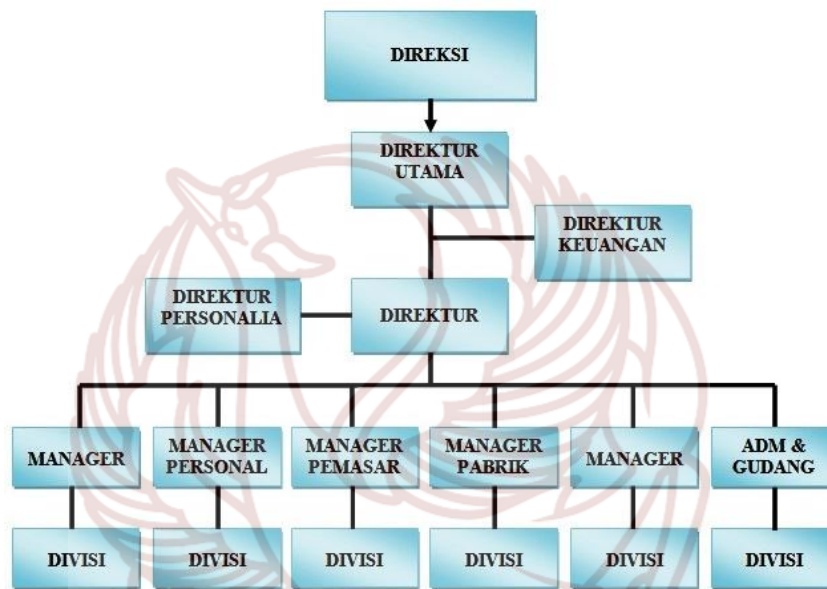 DIREKSI
DIREKTUR
UTAMA
DIREKTUR
KEUANGAN
DIREKTUR
PERSONALIA
DIREKTUR
MANAGER
MANAGER
PERSONAL
MANAGER
PEMASAR
MANAGER
PABRIK
MANAGER
ADM &
GUDANG
DIVISI
DIVISI
DIVISI
DIVISI
DIVISI
DIVISI